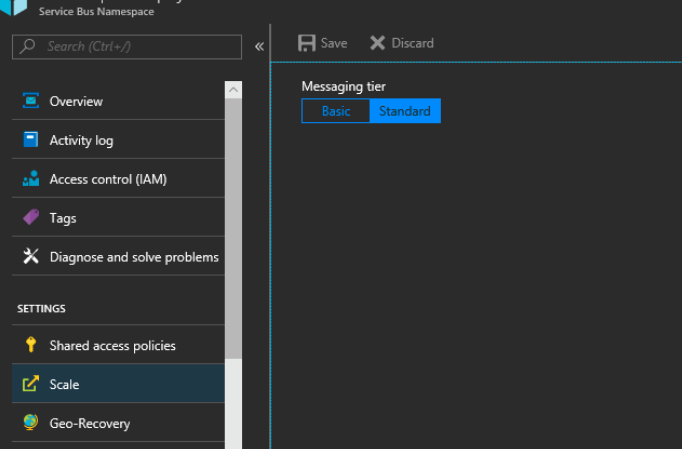 Service Bus Namespace
Search (Ctrl+/)
«
Save
Discard
Overview
Activity log
Access control (IAM)
Tags
Diagnose and solve problems
SETTINGS
Shared access policies
Scale
Geo-Recovery
Messaging tier
Basic
Standard